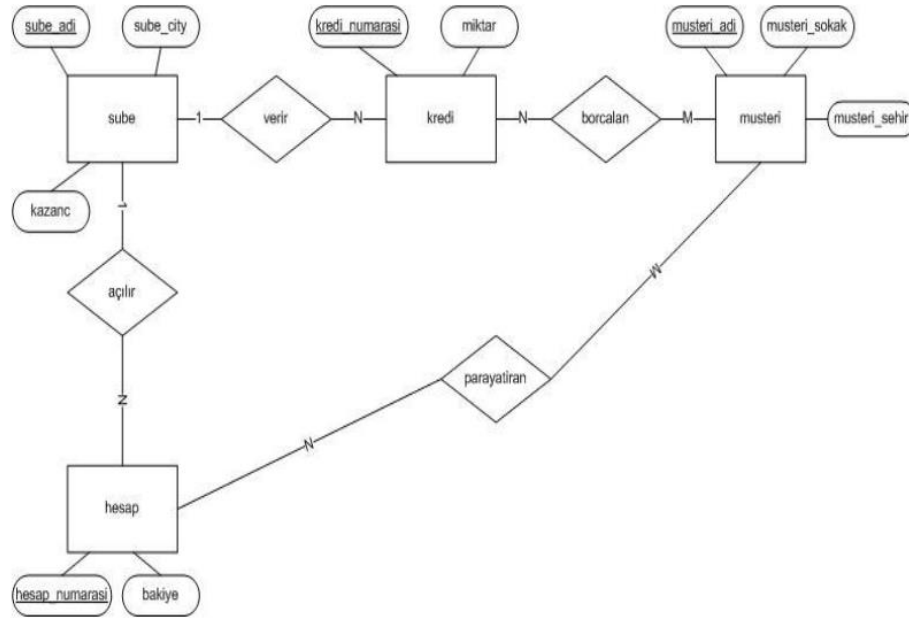 sube_adi
sube_city
kredi_numarasi
miktar
musteri_adi
musteri_sokak
sube
1
verir
N
kredi
N
borcalan
M
musteri
musteri_sehir
kazanc
1
açılır
M
parayatiran
N
N
hesap
hesap_numarasi
bakiye